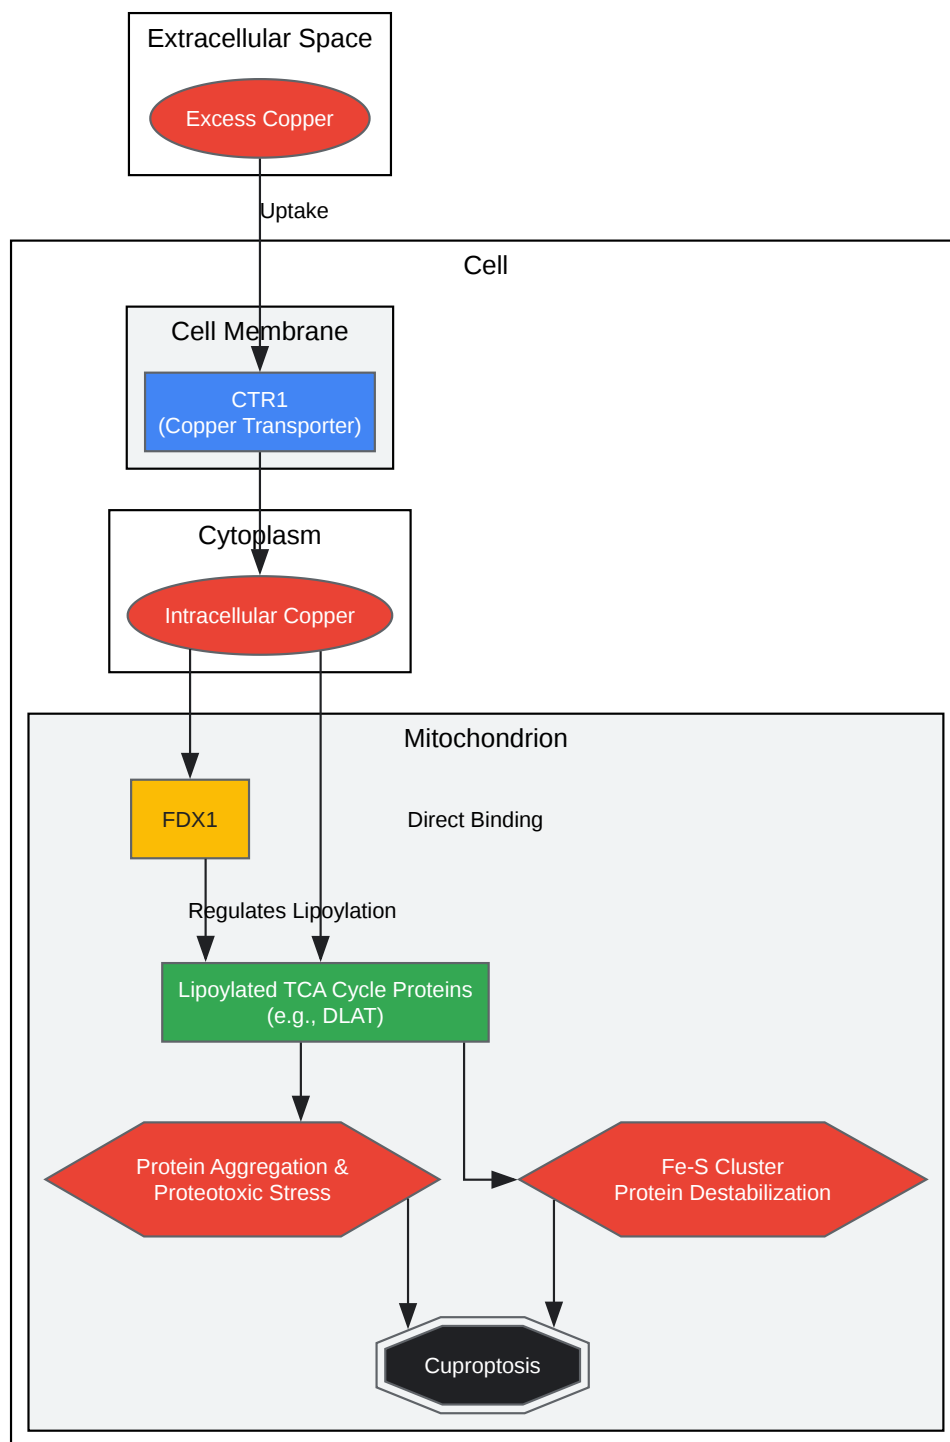 Extracellular Space
Excess Copper
Uptake
Cell
Cell Membrane
CTR1
(Copper Transporter)
Cytoplasm
Intracellular Copper
Mitochondrion
FDX1
Direct Binding
Regulates Lipoylation
Lipoylated TCA Cycle Proteins
(e.g., DLAT)
Protein Aggregation &
Proteotoxic Stress
Fe-S Cluster
Protein Destabilization
Cuproptosis